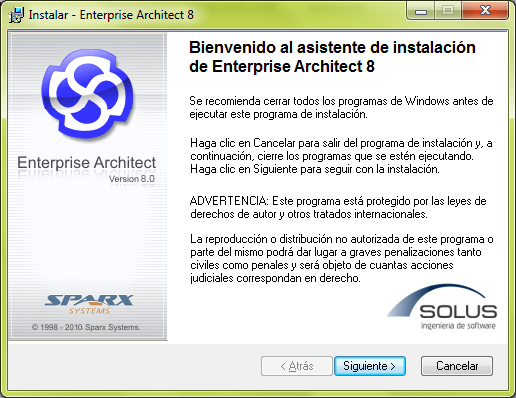 Instalar - Enterprise Architect 8
Bienvenido al asistente de instalación
de Enterprise Architect 8
Se recomienda cerrar todos los programas de Windows antes de
ejecutar este programa de instalación.
Haga clic en Cancelar para salir del programa de instalación y, a
continuación, cierre los programas que se estén ejecutando.
Haga clic en Siguiente para seguir con la instalación.
ADVERTENCIA: Este programa está protegido por las leyes de
derechos de autor y otros tratados internacionales.
La reproducción o distribución no autorizada de este programa o
parte del mismo podrá dar lugar a graves penalizaciones tanto
civiles como penales y será objeto de cuantas acciones
judiciales correspondan en derecho.
Enterprise Architect
Version 8.0
SPARX
SYSTEMS
© 1998 - 2010 Sparx Systems.
SOLUS
ingeniería de software
< Atrás
Siguiente >
Cancelar